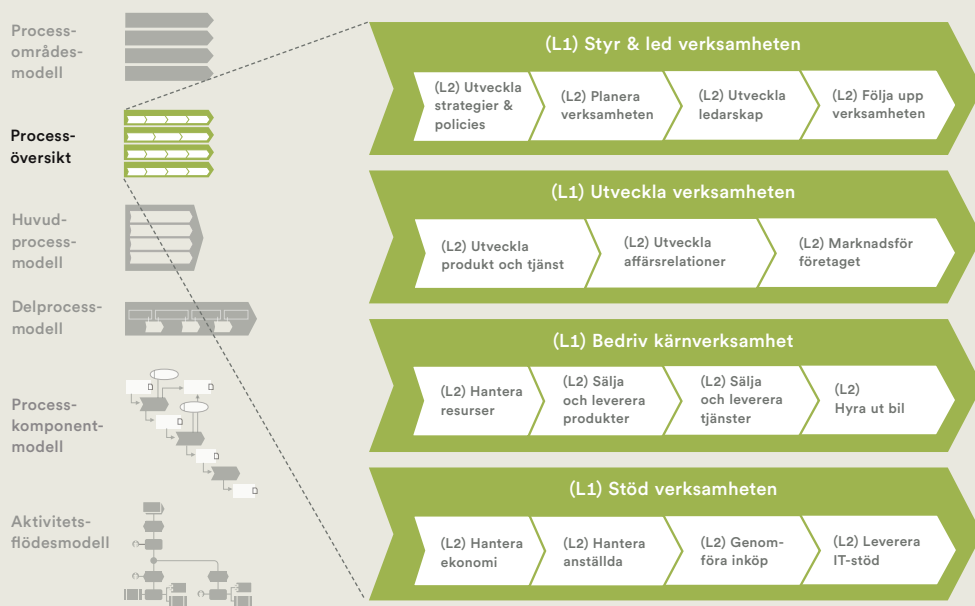 Process-
områdes-
modell
Process-
översikt
Huvud-
process-
modell
Delprocess-
modell
Process-
komponent-
modell
Aktivitets-
flödesmodell
(L1) Styr & led verksamheten
(L2) Utveckla
strategier &
policies
(L2) Planera
verksamheten
(L2) Utveckla
ledarskap
(L2) Följa upp
verksamheten
(L1) Utveckla verksamheten
(L2) Utveckla
produkt och tjänst
(L2) Utveckla
affärsrelationer
(L2) Marknadsför
företaget
(L1) Bedriv kärnverksamhet
(L2) Hantera
resurser
(L2) Sälja
och leverera
produkter
(L2) Sälja
och leverera
tjänster
(L2)
Hyra ut bil
(L1) Stöd verksamheten
(L2) Hantera
ekonomi
(L2) Hantera
anställda
(L2) Genom-
föra inköp
(L2) Leverera
IT-stöd